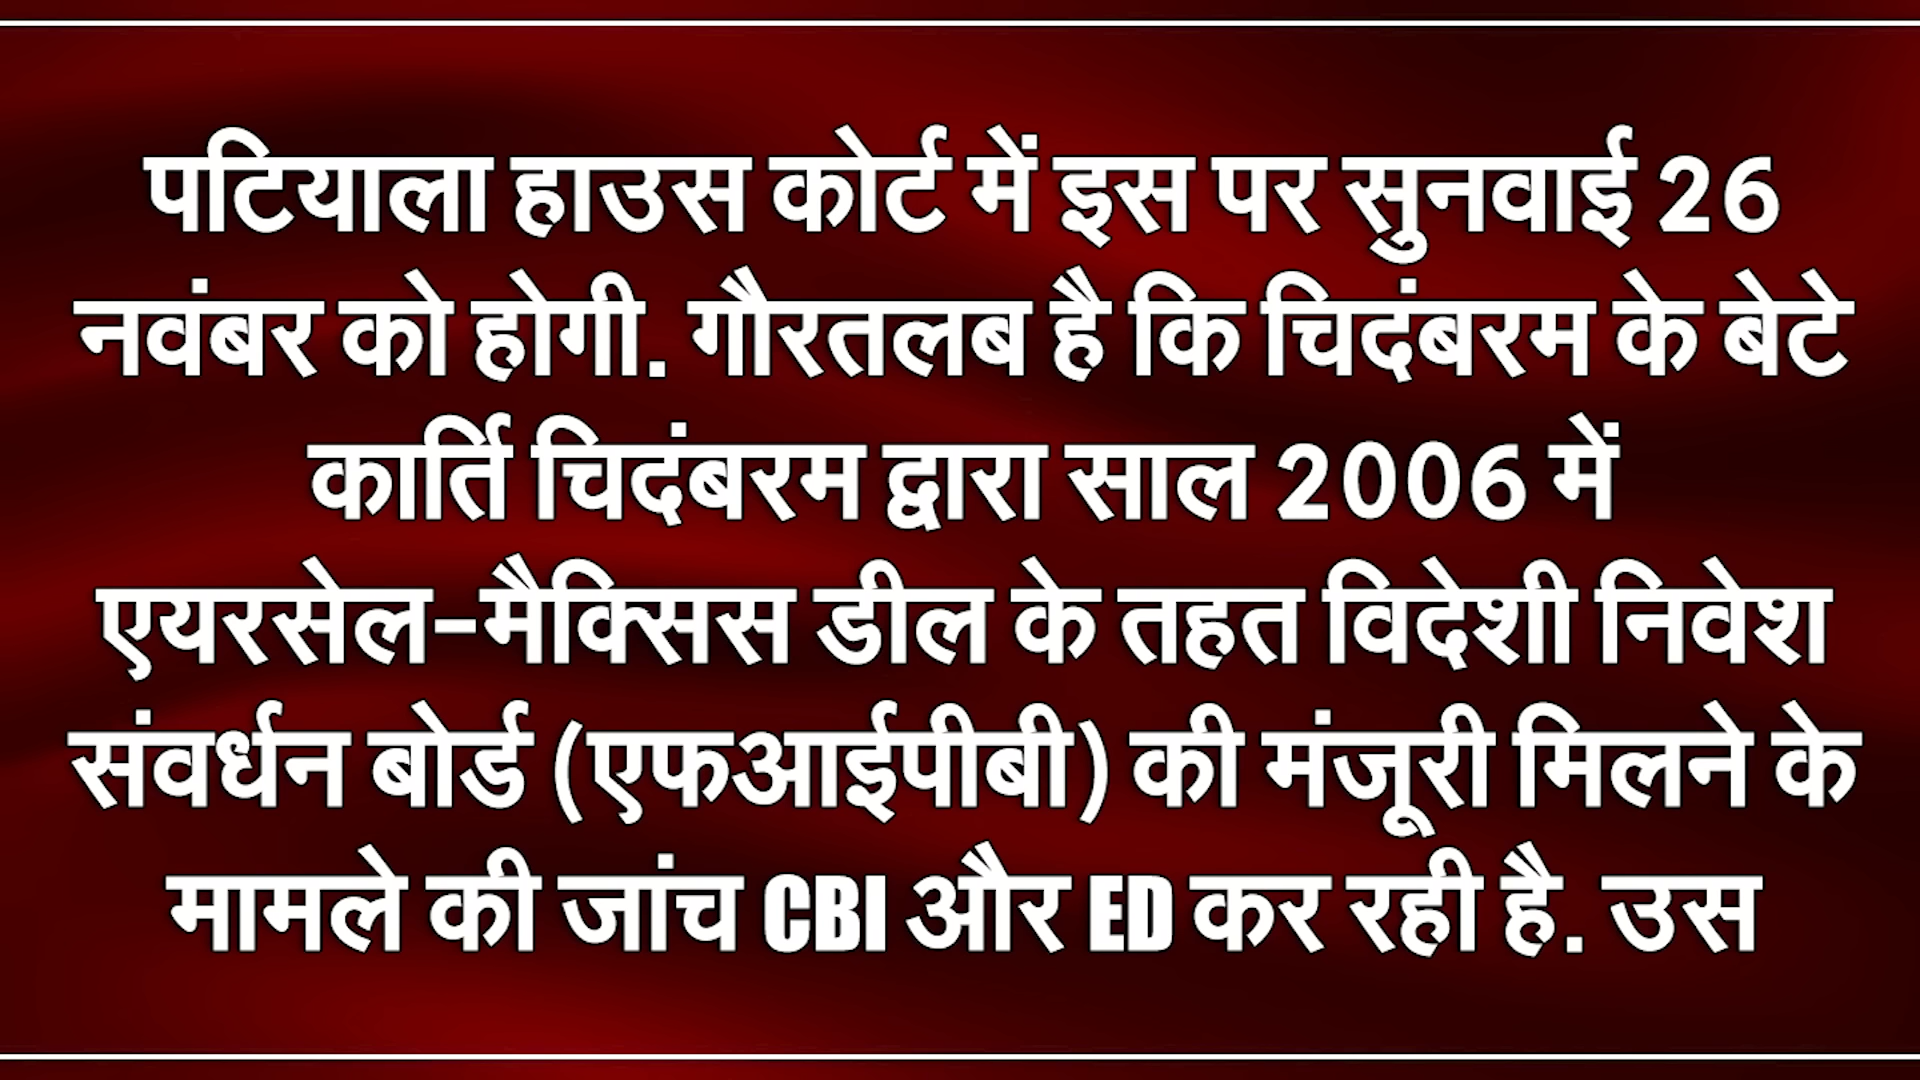 पटियाला हाउस कोर्ट में इस पर सुनवाई 26
नवंबर को होगी. गौरतलब है कि चिदंबरम के बेटे
कार्ति चिदंबरम द्वारा साल 2006 में
एयरसेल-मैक्सिस डील के तहत विदेशी निवेश
संवर्धन बोर्ड (एफआईपीबी) की मंजूरी मिलने के
मामले की जांच CBI और ED कर रही है. उस